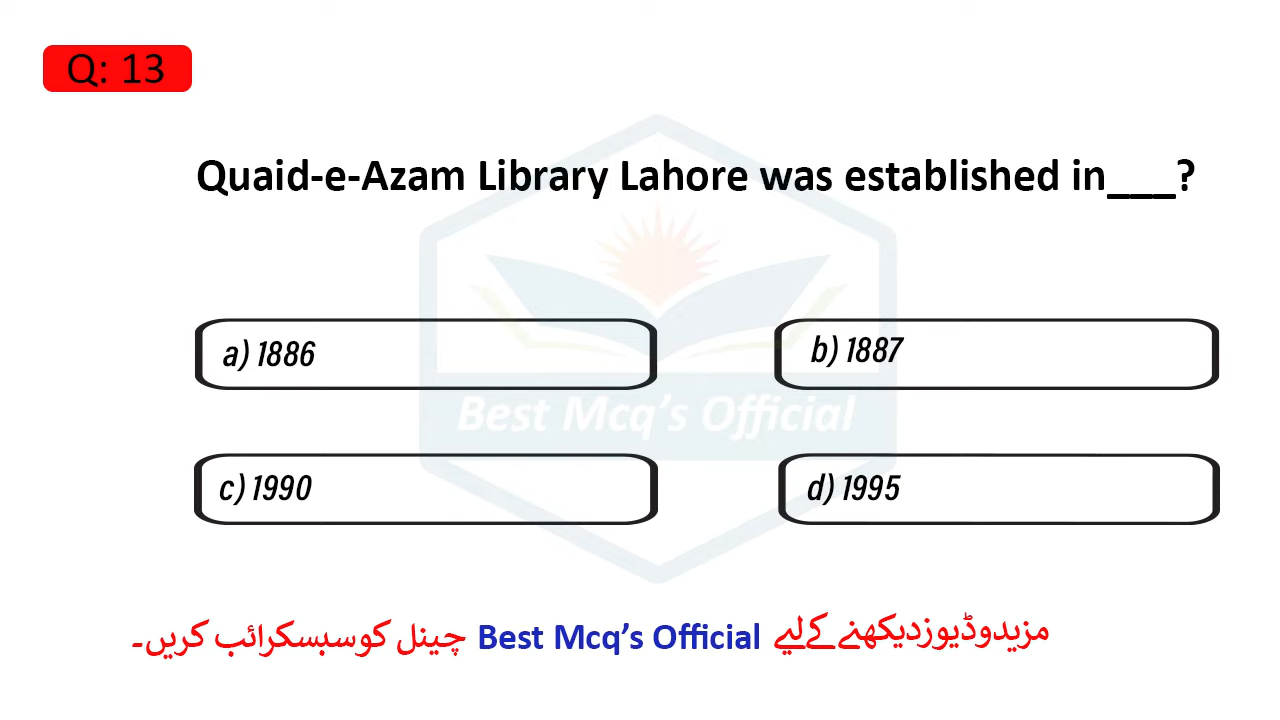 Q: 13
Quaid-e-Azam Library Lahore was established in___?
a) 1886
b) 1887
Best Mcq's Official
c) 1990
d) 1995
مزیدوڈیوزدیکھنے کےلیے Best Mcq's Official چینل کوسبسکرائب کریں۔